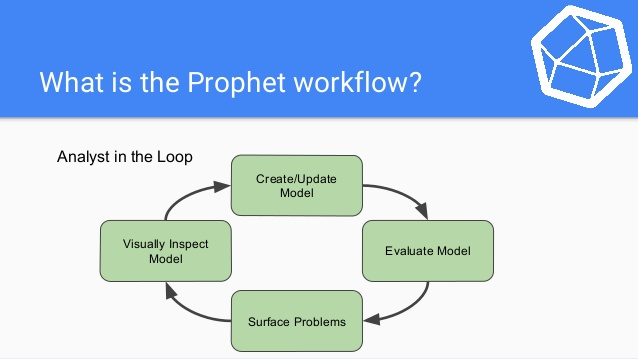 What is the Prophet workflow?
Analyst in the Loop
Create/Update
Model
Visually Inspect
Model
Evaluate Model
Surface Problems